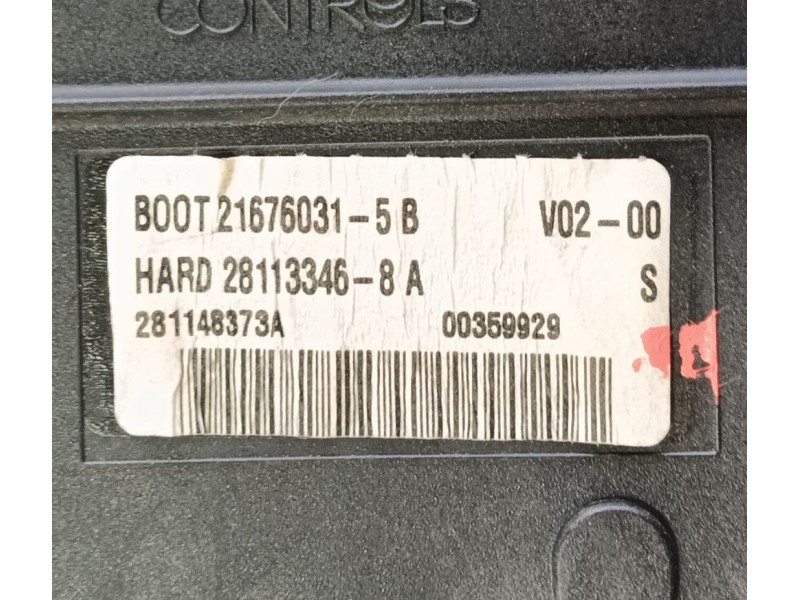 CONTROLS
BOOT 21676031-5 B V02-00
HARD 28113346-8 A S
281148373A 00359929